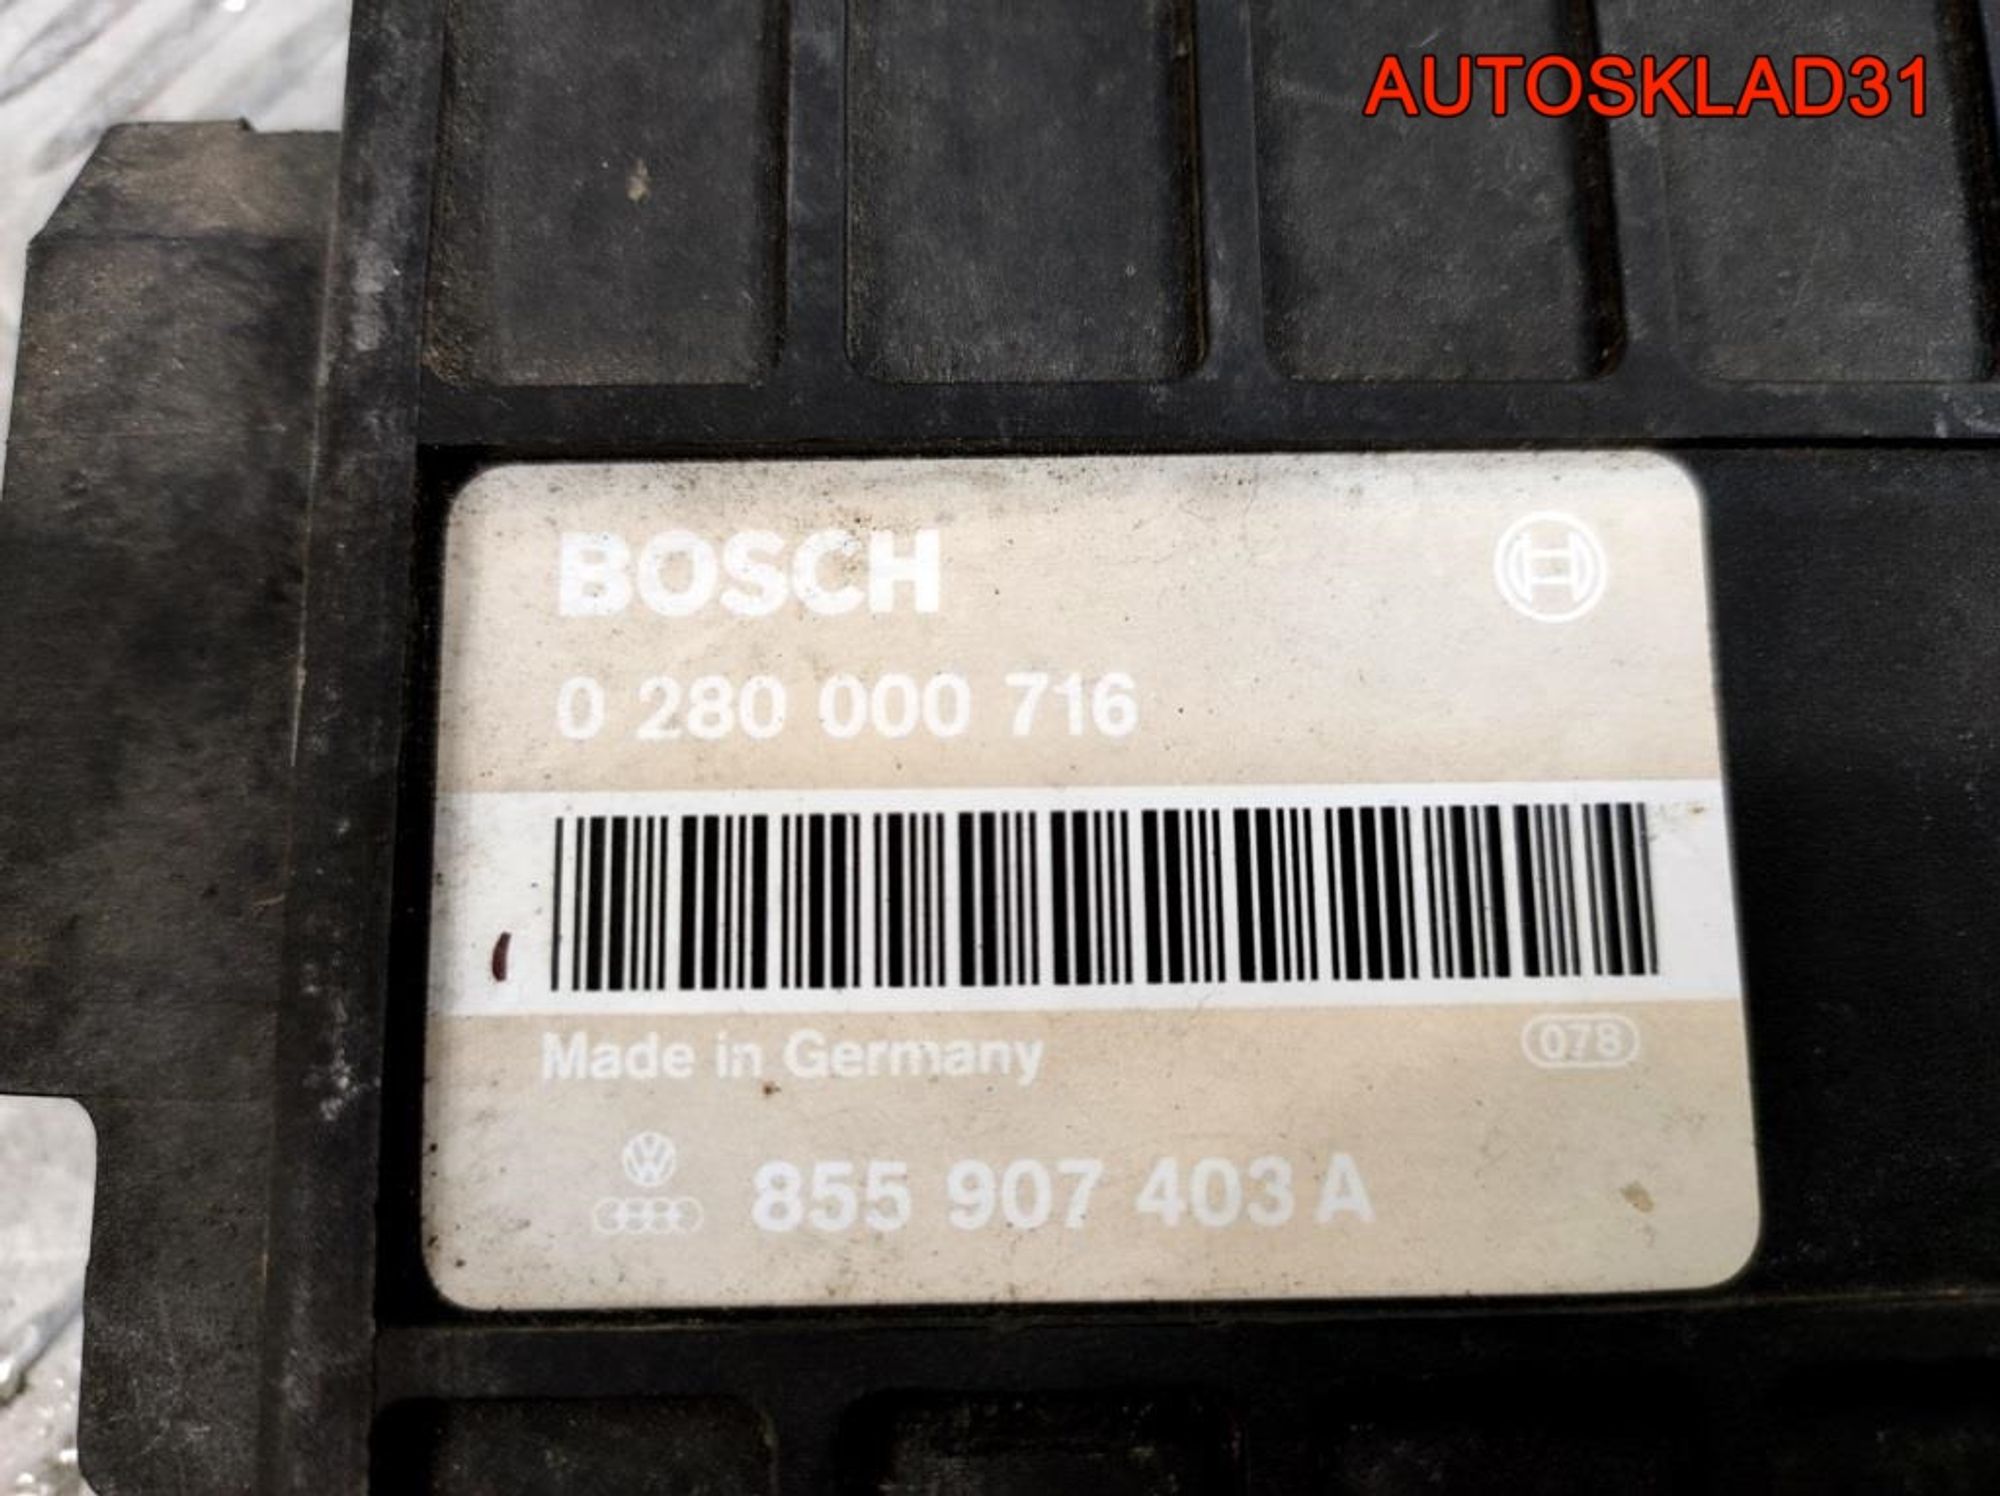 AUTOSKLAD31
BOSCH
0 280 000 716
Made in Germany
078
855 907 403 A